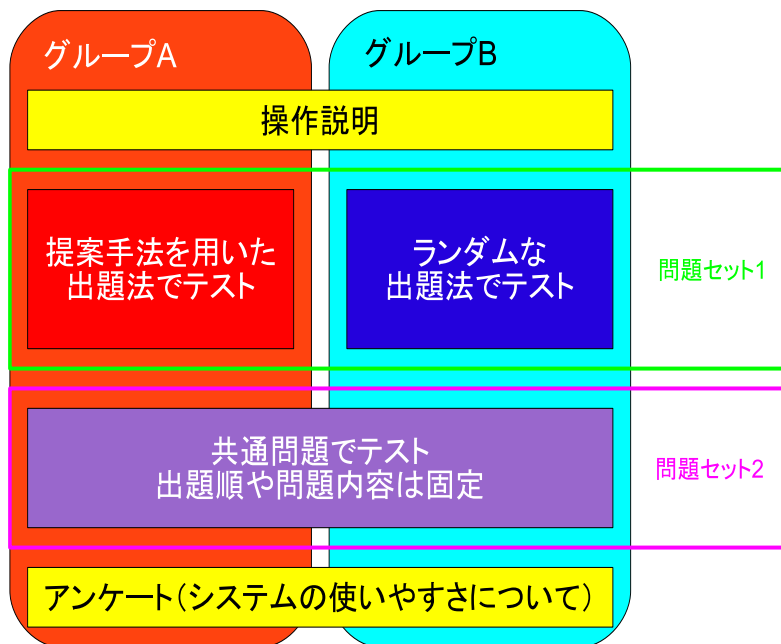 グループA
グループB
操作説明
提案手法を用いた
出題法でテスト
ランダムな
出題法でテスト
問題セット1
共通問題でテスト
出題順や問題内容は固定
問題セット2
アンケート(システムの使いやすさについて)